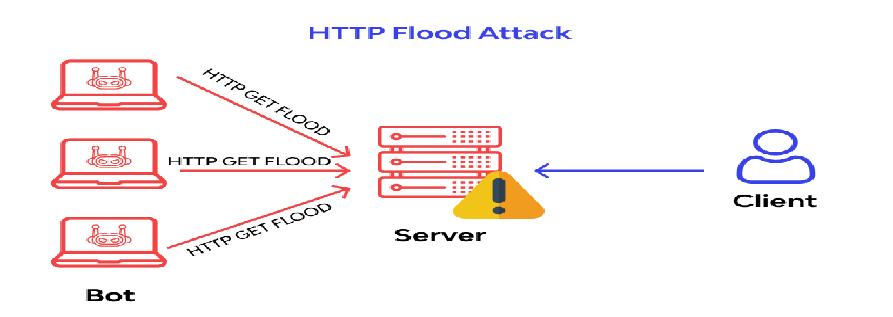 HTTP Flood Attack
HTTP GET FLOOD
HTTP GET FLOOD
HTTP GET FLOOD
Client
Server
Bot